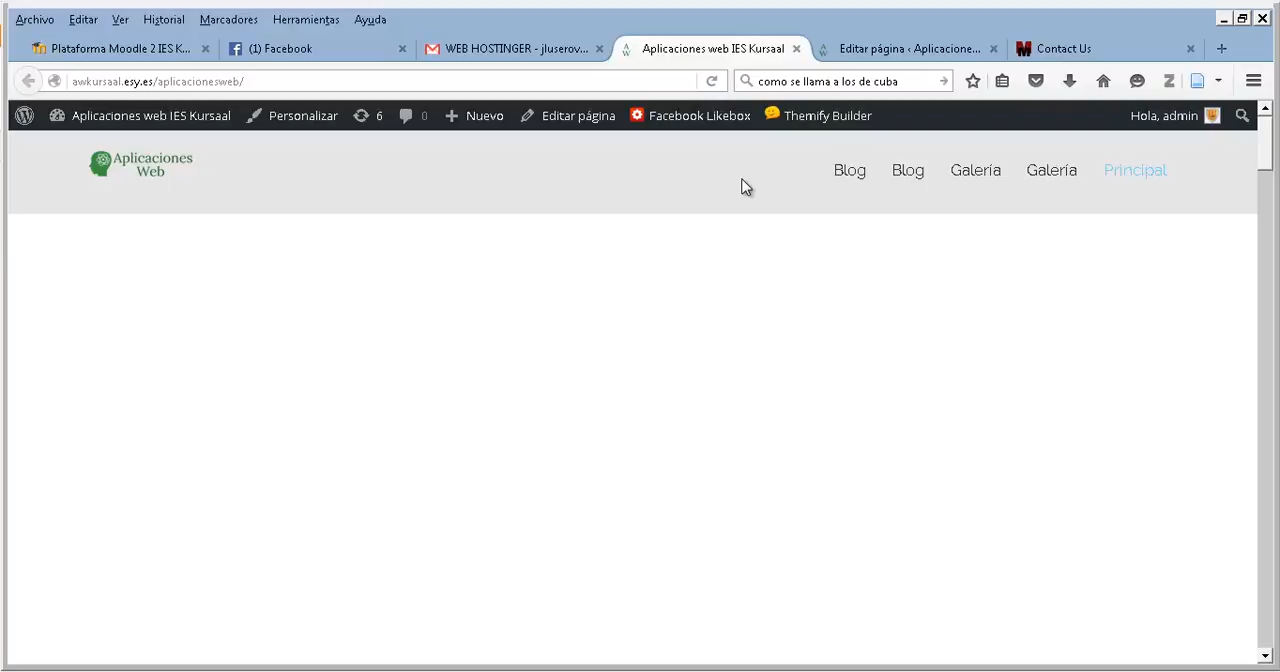 Archivo Editar Ver Historial Marcadores Herramientas Ayuda
Plataforma Moodle 2 IES K... (1) Facebook WEB HOSTINGER - jluserov... Aplicaciones web IES Kursaal Editar página ‹ Aplicacione... Contact Us
awkursaal.esy.es/aplicacionesweb/ como se llama a los de cuba
Aplicaciones web IES Kursaal Personalizar 6 0 Nuevo Editar página Facebook Likebox Themify Builder Hola, admin
Aplicaciones
Web
Blog Blog Galería Galería Principal